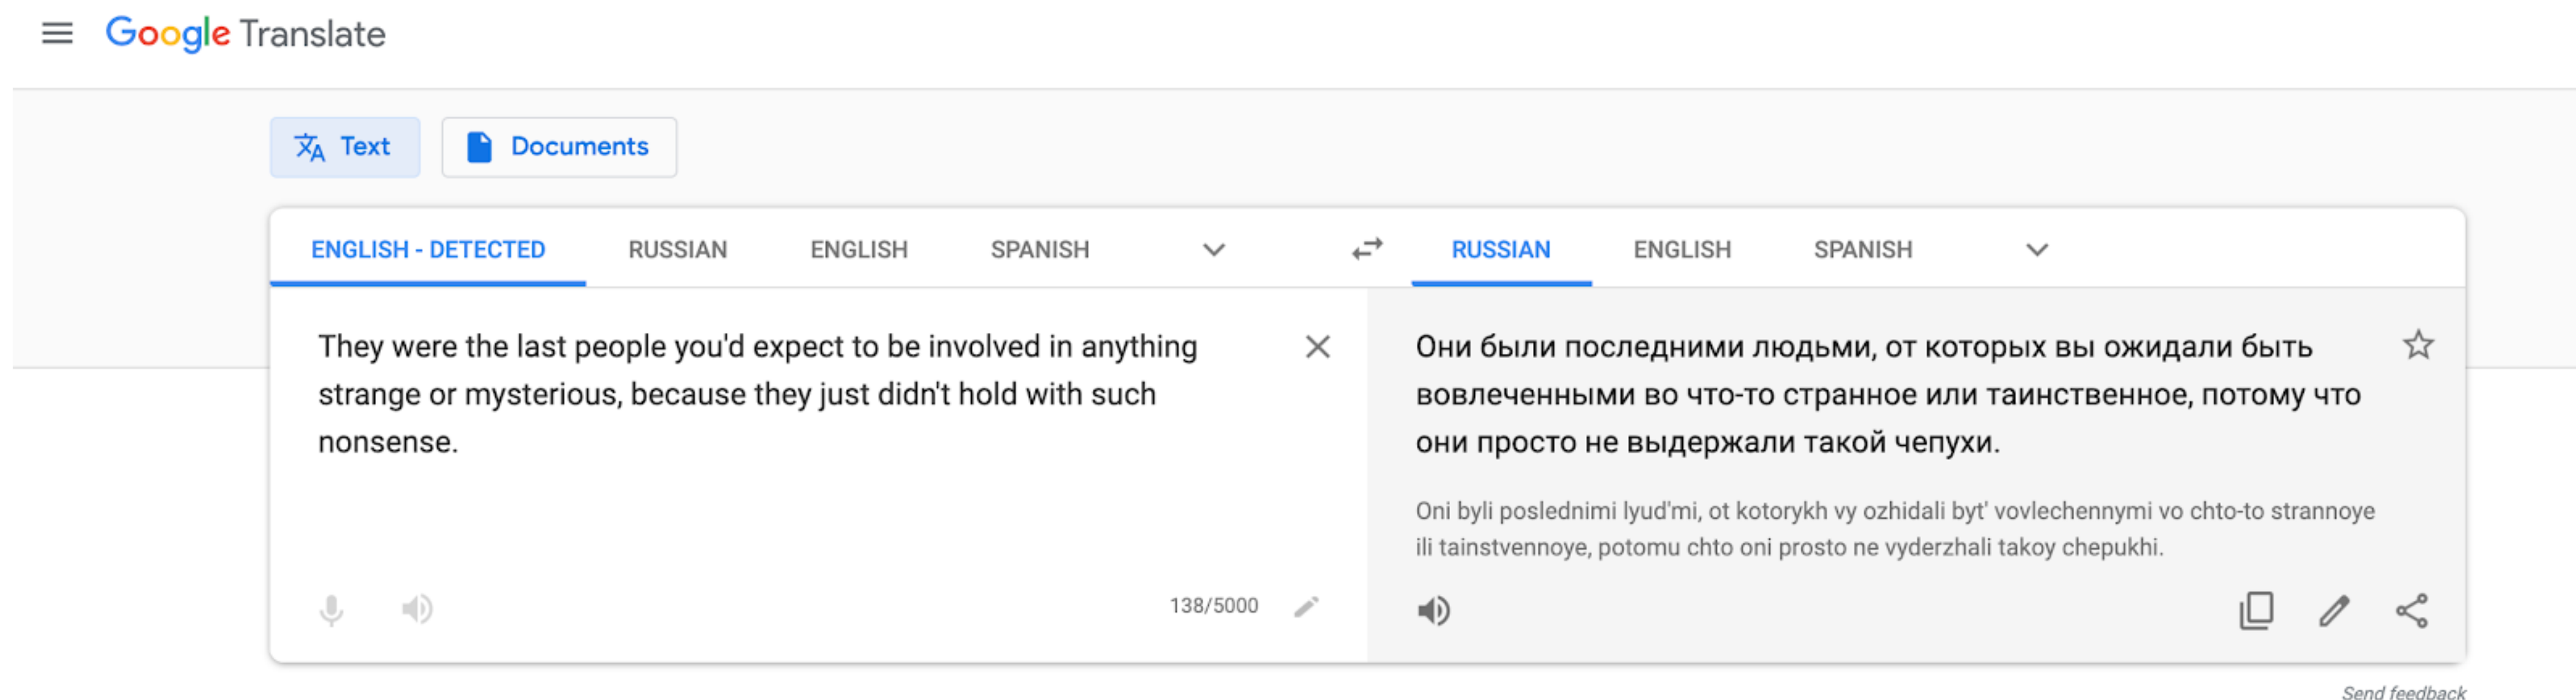 Google Translate
Text
Documents
ENGLISH - DETECTED RUSSIAN ENGLISH SPANISH RUSSIAN ENGLISH SPANISH
They were the last people you'd expect to be involved in anything
strange or mysterious, because they just didn't hold with such
nonsense.
138/5000
Они были последними людьми, от которых вы ожидали быть
вовлеченными во что-то странное или таинственное, потому что
они просто не выдержали такой чепухи.
Oni byli poslednimi lyud'mi, ot kotorykh vy ozhidali byt' vovlechennymi vo chto-to strannoye
ili tainstvennoye, potomu chto oni prosto ne vyderzhali takoy chepukhi.
Send feedback